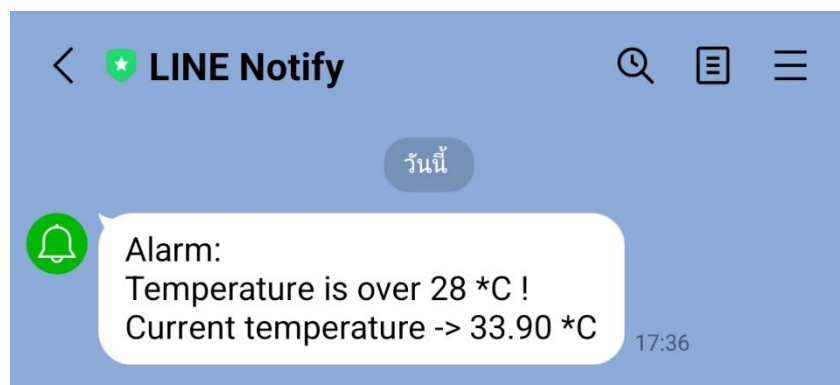 LINE Notify
วันนี้
Alarm:
Temperature is over 28 *C !
Current temperature -> 33.90 *C
17:36